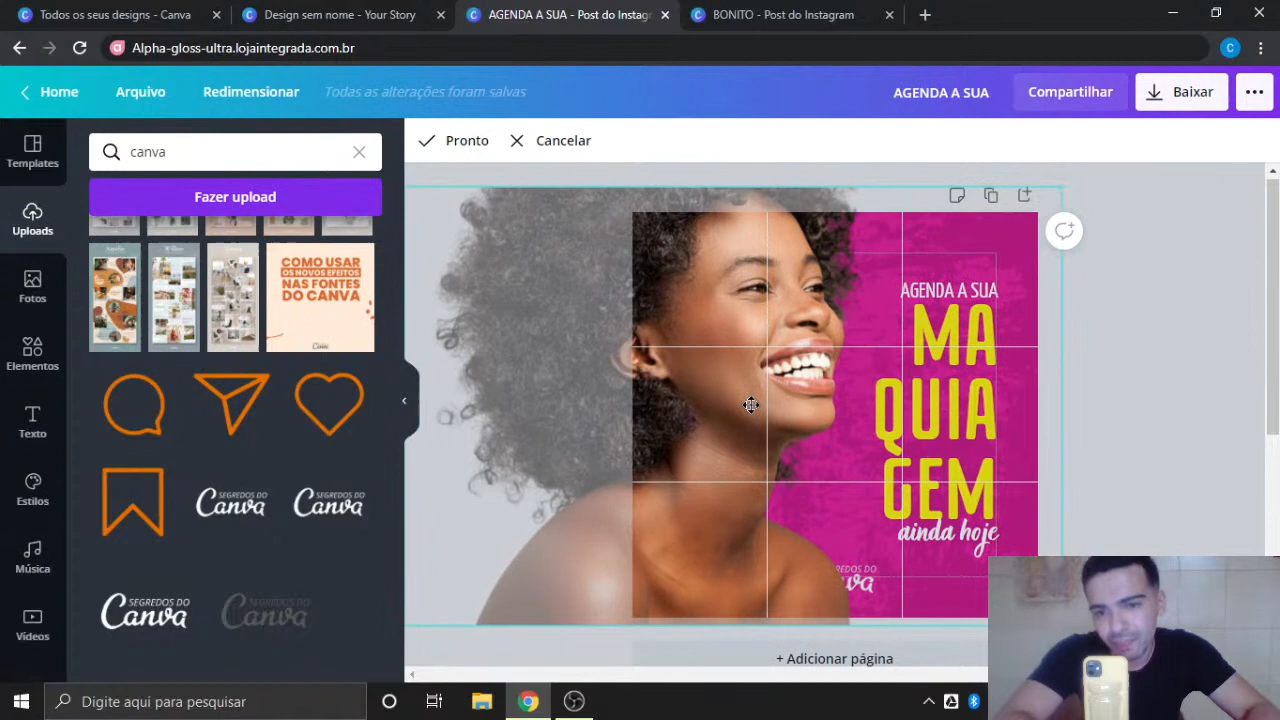 Todos os seus designs - Canva
Design sem nome - Your Story
AGENDA A SUA - Post do Instag
BONITO - Post do Instagram
Alpha-gloss-ultra.lojaintegrada.com.br
C
Home
Arquivo
Redimensionar
Todas as alterações foram salvas
AGENDA A SUA
Compartilhar
Baixar
Templates
Uploads
Fotos
Elementos
Texto
Estilos
Música
Vídeos
canva
Fazer upload
COMO USAR
OS NOVOS EFEITOS
NAS FONTES
DO CANVA
Canva
SEGREDOS DO
Canva
SEGREDOS DO
Canva
SEGREDOS DO
Canva
SEGREDOS DO
Canva
Pronto
Cancelar
AGENDA A SUA
MA
QUIA
GEM
ainda hoje
SEGREDOS DO
Canva
+ Adicionar página
Digite aqui para pesquisar